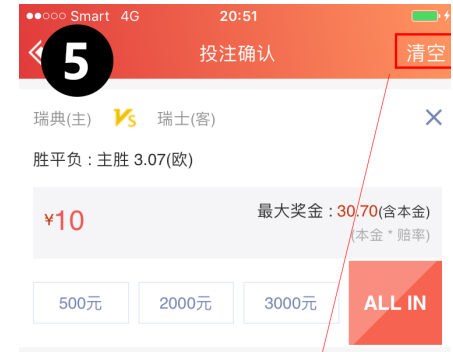 ●●○○○ Smart 4G 20:51
5 投注确认 清空
瑞典(主) VS 瑞士(客)
胜平负 : 主胜 3.07(欧)
¥10 最大奖金 : 30.70(含本金)
(本金 * 赔率)
500元 2000元 3000元 ALL IN